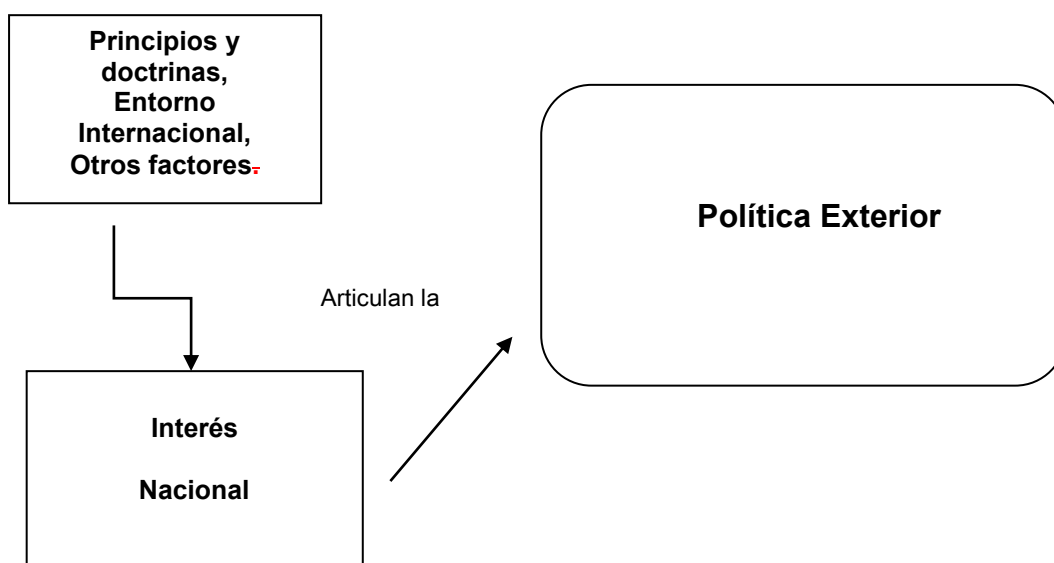 Principios y
doctrinas,
Entorno
Internacional,
Otros factores.
Articulan la
Política Exterior
Interés
Nacional